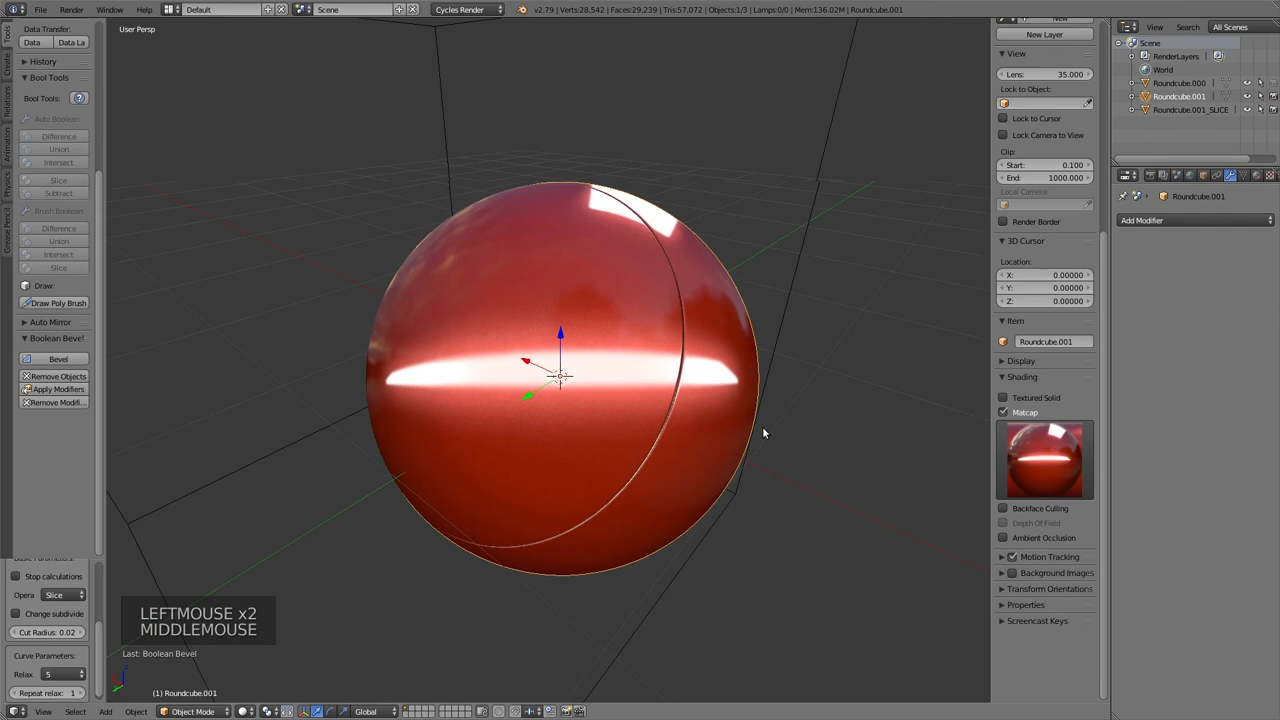 File Render Window Help Default Scene Cycles Render v2.79 | Verts:28,542 | Faces:29,239 | Tris:57,072 | Objects:1/3 | Lamps:0/0 | Mem:136.02M | Roundcube.001
Tools
Create
Relations
Animation
Physics
Grease Pencil
Data Transfer:
Data Data La
History
Bool Tools
Bool Tools: ?
Auto Boolean:
Difference
Union
Intersect
Slice
Subtract
Brush Boolean:
Difference
Union
Intersect
Slice
Draw:
Draw Poly Brush
Auto Mirror
Boolean Beve
Bevel
Remove Objects
Apply Modifiers
Remove Modifi...
Stop calculations
Opera Slice
Change subdivide
Cut Radius: 0.02
Curve Parameters:
Relax 5
Repeat relax: 1
User Persp
LEFTMOUSE x2
MIDDLEMOUSE
Last: Boolean Bevel
(1) Roundcube.001
View Select Add Object Object Mode Global
New
New Layer
View
Lens: 35.000
Lock to Object:
Lock to Cursor
Lock Camera to View
Clip:
Start: 0.100
End: 1000.000
Local Camera:
Render Border
3D Cursor
Location:
X: 0.00000
Y: 0.00000
Z: 0.00000
Item
Roundcube.001
Display
Shading
Textured Solid
Matcap
Backface Culling
Depth Of Field
Ambient Occlusion
Motion Tracking
Background Images
Transform Orientations
Properties
Screencast Keys
View Search All Scenes
Scene
RenderLayers
World
Roundcube.000
Roundcube.001
Roundcube.001_SLICE
Roundcube.001
Add Modifier